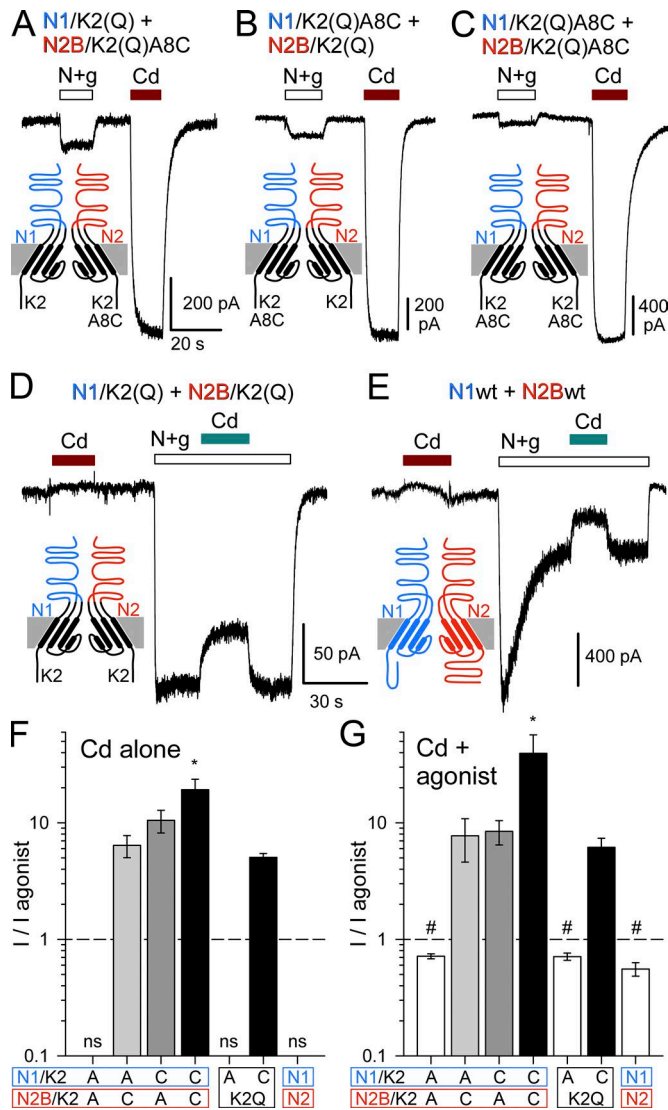 A
N1/K2(Q) +
N2B/K2(Q)A8C
N+g
Cd
N1
N2
K2
K2
A8C
200 pA
20 s
B
N1/K2(Q)A8C +
N2B/K2(Q)
N+g
Cd
N1
N2
K2
A8C
K2
200
pA
C
N1/K2(Q)A8C +
N2B/K2(Q)A8C
N+g
Cd
N1
N2
K2
A8C
K2
A8C
400
pA
D
N1/K2(Q) + N2B/K2(Q)
Cd
N+g
Cd
N1
N2
K2
K2
50 pA
30 s
E
N1wt + N2Bwt
Cd
N+g
Cd
N1
N2
400 pA
F
Cd alone
I / I agonist
10
1
0.1
*
ns
ns
ns
N1/K2 A A C C A C N1
N2B/K2 A C A C K2Q N2
G
Cd +
agonist
I / I agonist
10
1
0.1
*
#
#
#
N1/K2 A A C C A C N1
N2B/K2 A C A C K2Q N2